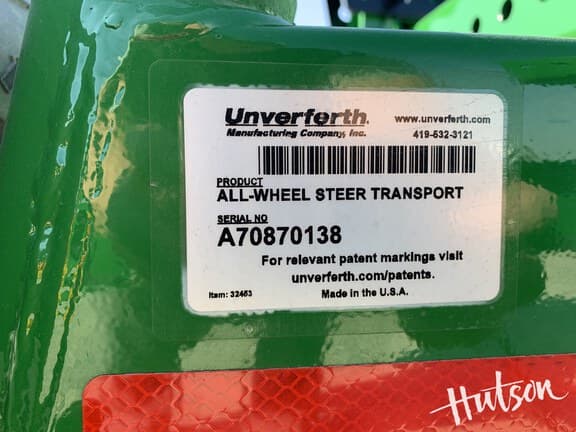 Unverferth.
www.unverferth.com
Manufacturing Company, Inc.
419-532-3121
PRODUCT
ALL-WHEEL STEER TRANSPORT
SERIAL NO
A70870138
For relevant patent markings visit
unverferth.com/patents.
Item: 32453
Made in the U.S.A.
Hutson